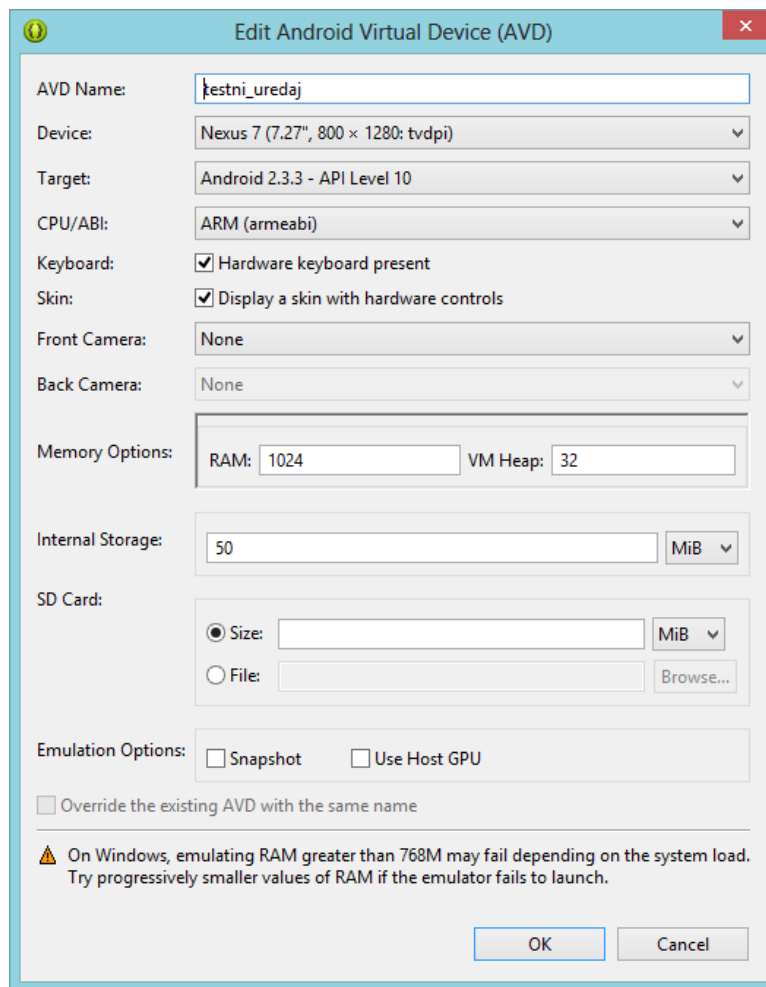 Edit Android Virtual Device (AVD)
AVD Name: testni_uredaj
Device: Nexus 7 (7.27", 800 × 1280: tvdpi)
Target: Android 2.3.3 - API Level 10
CPU/ABI: ARM (armeabi)
Keyboard: Hardware keyboard present
Skin: Display a skin with hardware controls
Front Camera: None
Back Camera: None
Memory Options: RAM: 1024 VM Heap: 32
Internal Storage: 50 MiB
SD Card:
Size: MiB
File: Browse...
Emulation Options: Snapshot Use Host GPU
Override the existing AVD with the same name
On Windows, emulating RAM greater than 768M may fail depending on the system load.
Try progressively smaller values of RAM if the emulator fails to launch.
OK Cancel